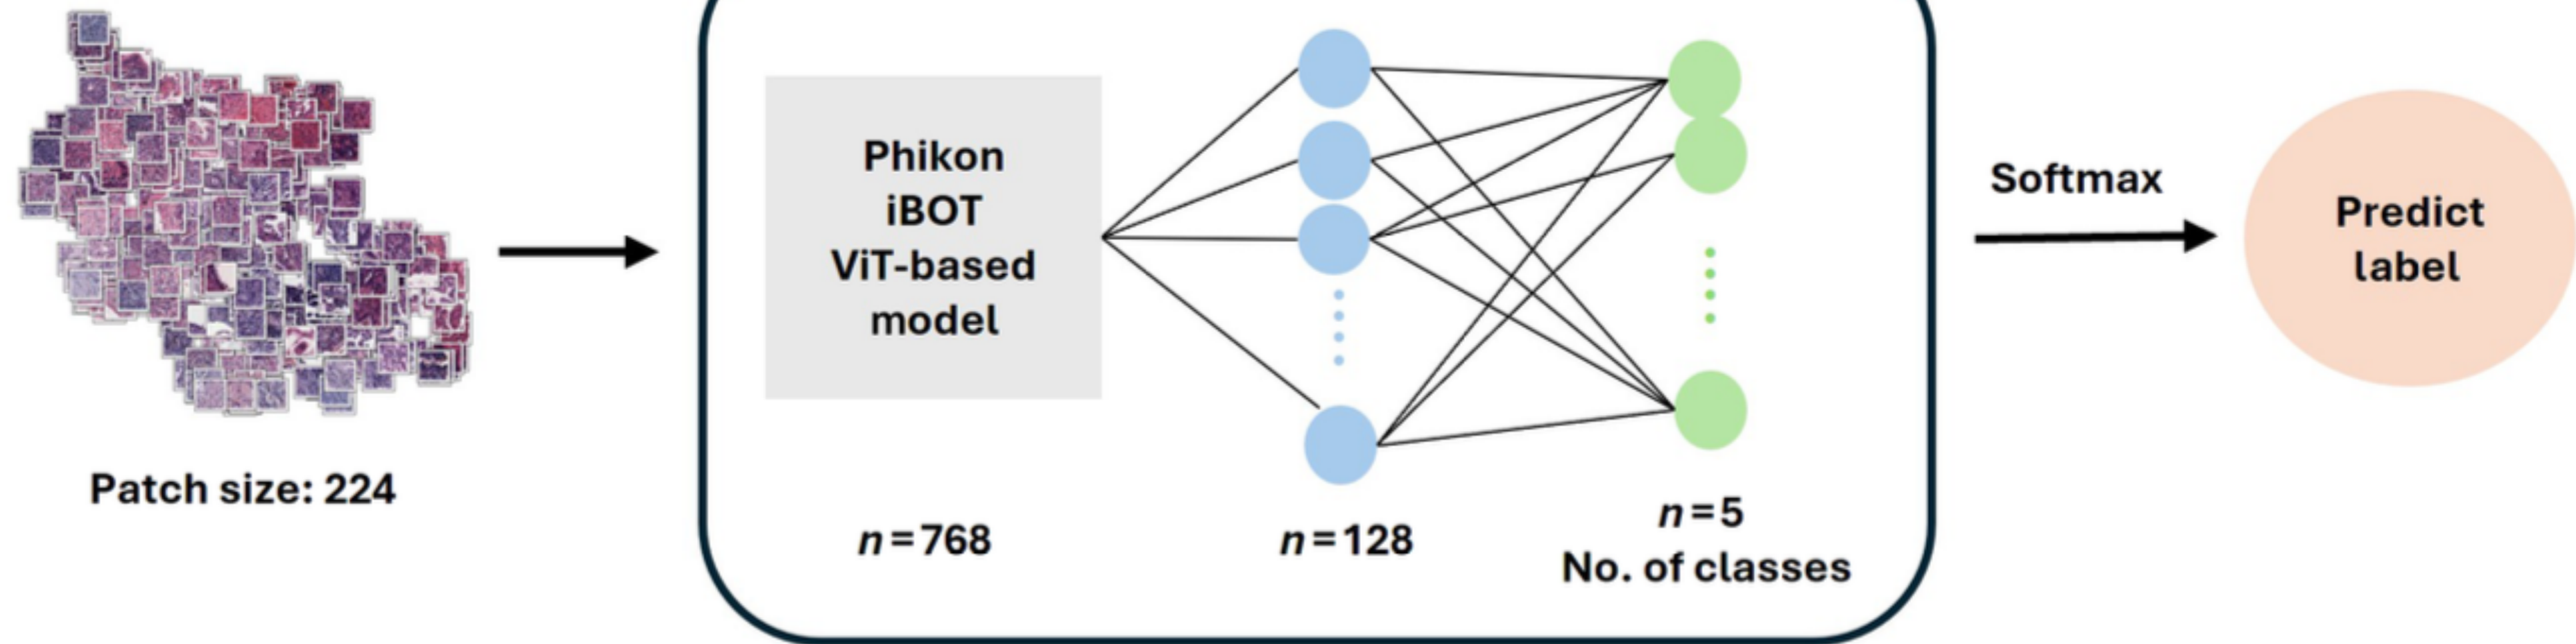 Patch size: 224
Phikon
iBOT
ViT-based
model
n=768
n=128
n=5
No. of classes
Softmax
Predict
label